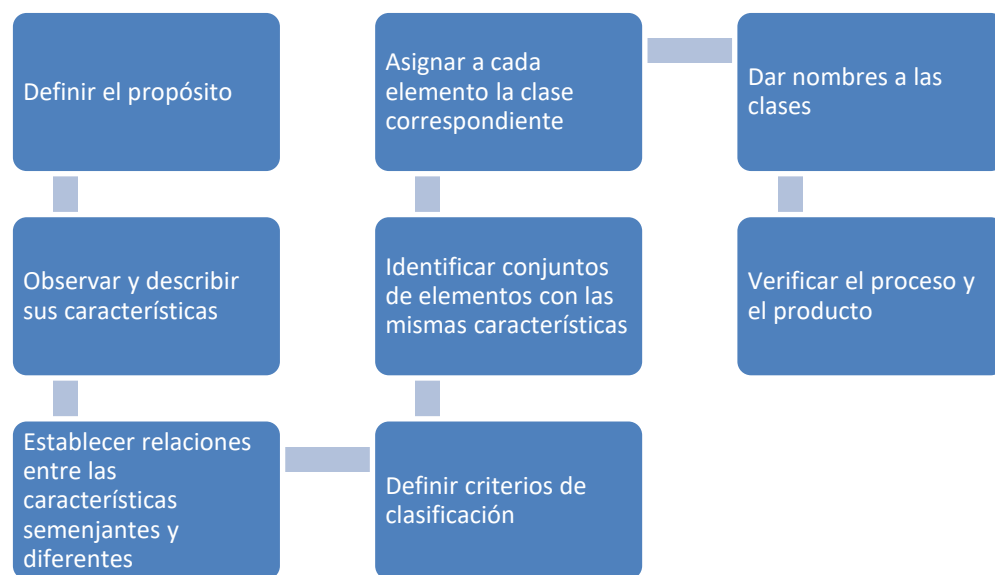 Definir el propósito
Observar y describir
sus características
Establecer relaciones
entre las
características
semenjantes y
diferentes
Definir criterios de
clasificación
Identificar conjuntos
de elementos con las
mismas características
Asignar a cada
elemento la clase
correspondiente
Dar nombres a las
clases
Verificar el proceso y
el producto